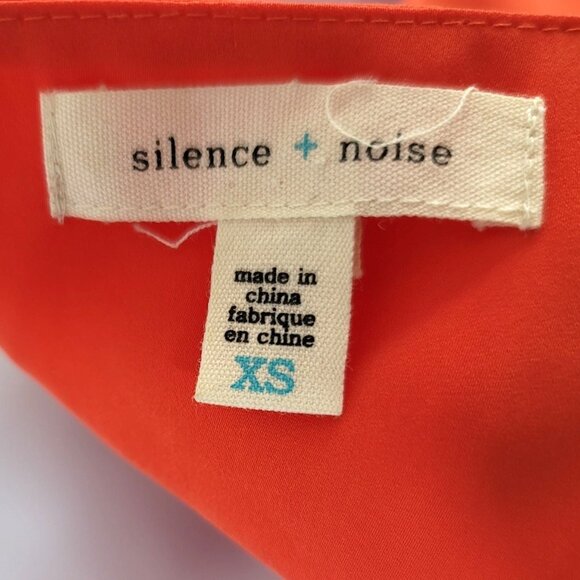 silence + noise
made in
china
fabrique
en chine
XS